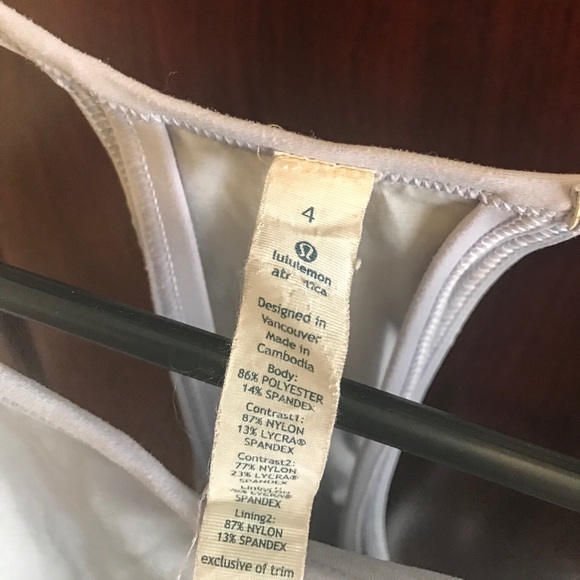 4
lululemon
Designed in
Vancouver
Made in
Cambodia
Body:
86% POLYESTER
14% SPANDEX
Contrast1:
87% NYLON
13% LYCRA®
SPANDEX
Contrast2:
77% NYLON
23% LYCRA®
SPANDEX
SPANDEX
Lining2:
87% NYLON
13% SPANDEX
exclusive of trim